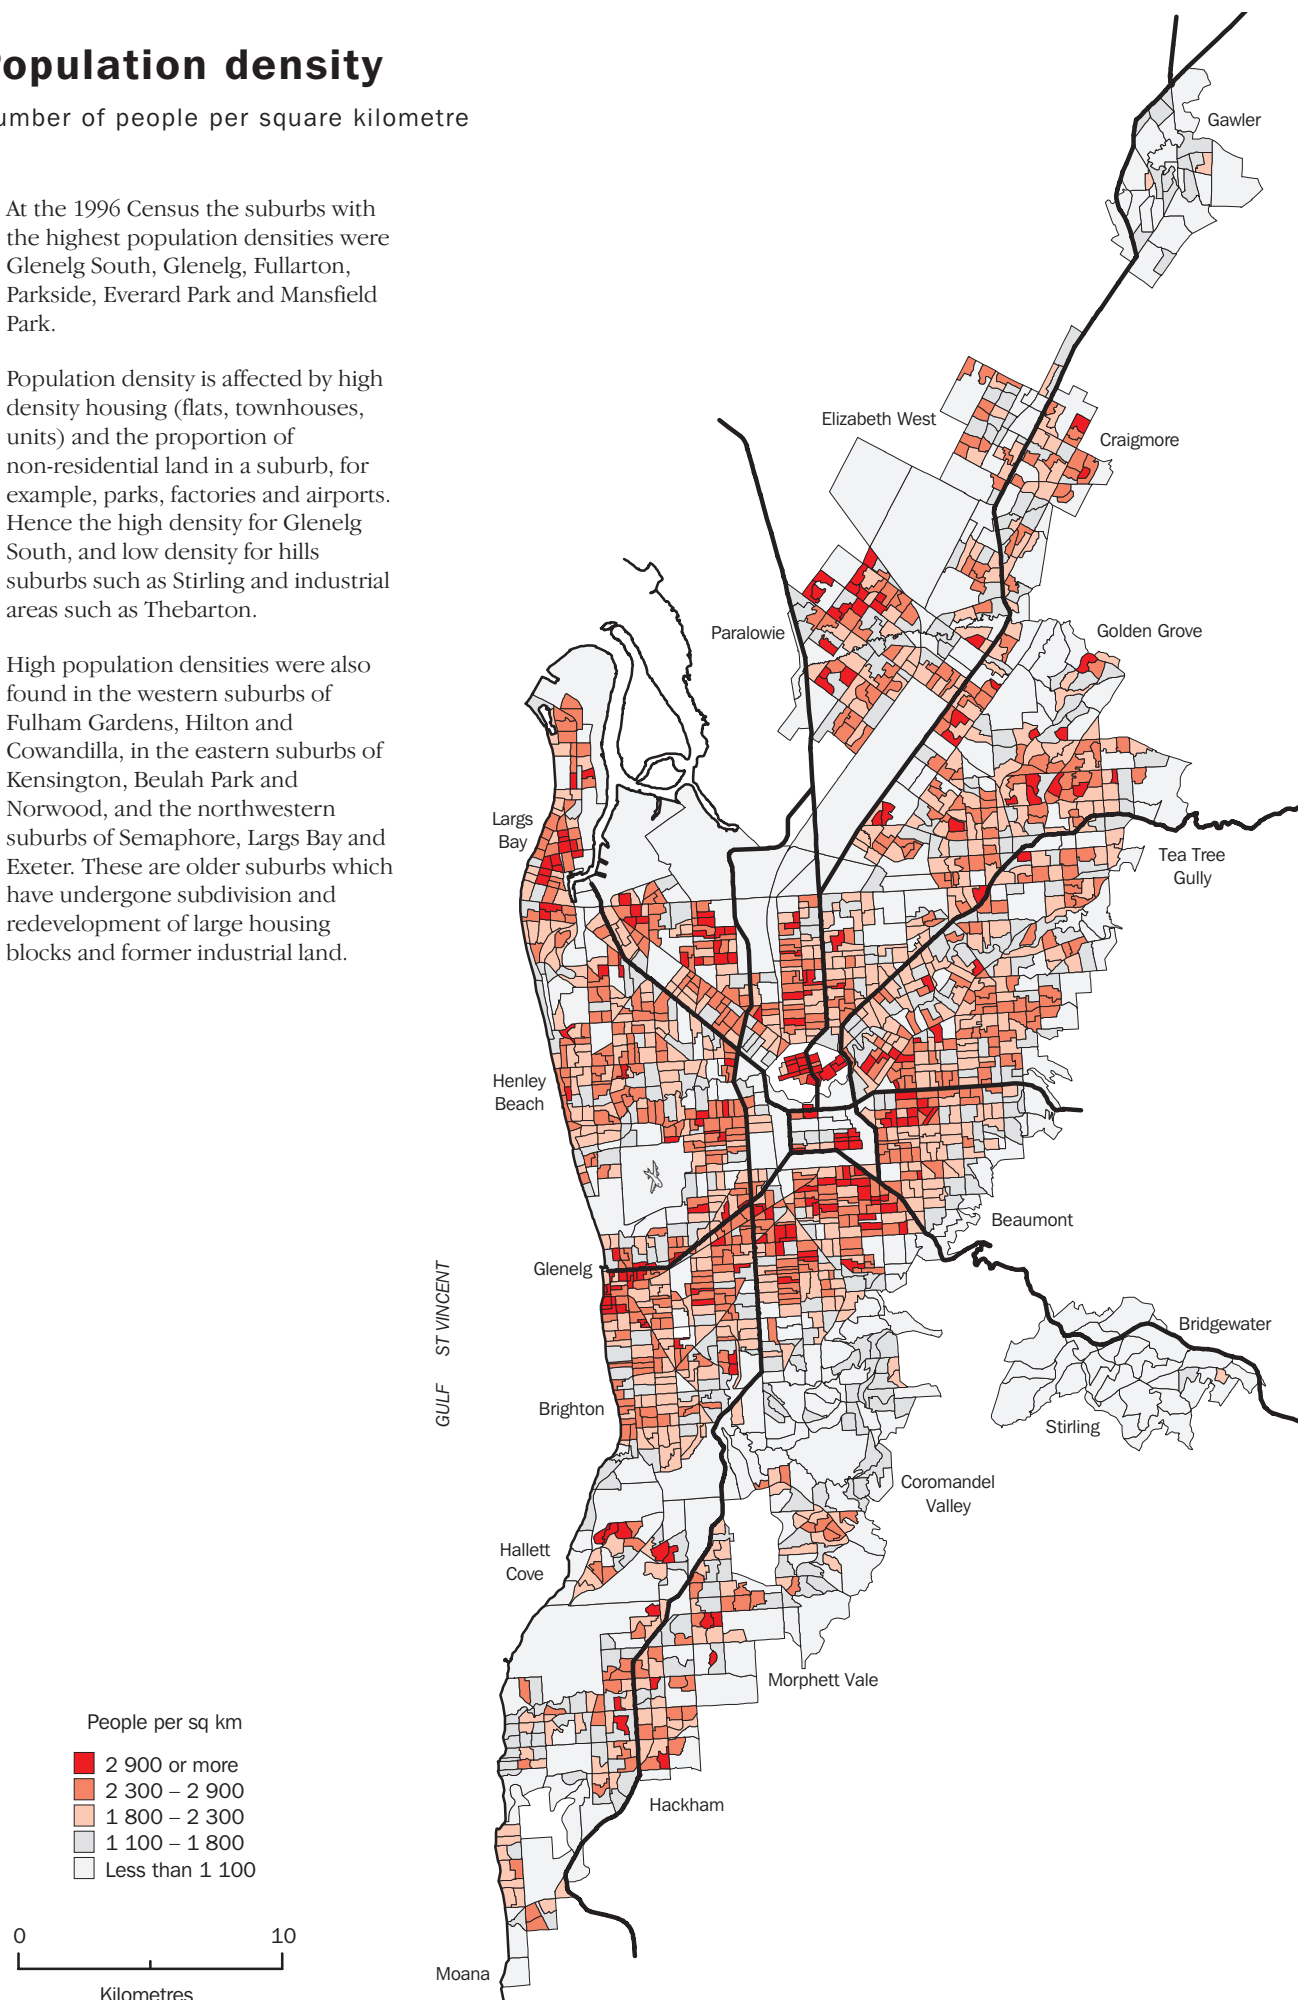 opulation density
umber of people per square kilometre
At the 1996 Census the suburbs with
the highest population densities were
Glenelg South, Glenelg, Fullarton,
Parkside, Everard Park and Mansfield
Park.
Population density is affected by high
density housing (flats, townhouses,
units) and the proportion of
non-residential land in a suburb, for
example, parks, factories and airports.
Hence the high density for Glenelg
South, and low density for hills
suburbs such as Stirling and industrial
areas such as Thebarton.
High population densities were also
found in the western suburbs of
Fulham Gardens, Hilton and
Cowandilla, in the eastern suburbs of
Kensington, Beulah Park and
Norwood, and the northwestern
suburbs of Semaphore, Largs Bay and
Exeter. These are older suburbs which
have undergone subdivision and
redevelopment of large housing
blocks and former industrial land.
Gawler
Elizabeth West
Craigmore
Paralowie
Golden Grove
Largs
Bay
Tea Tree
Gully
Henley
Beach
Beaumont
Glenelg
GULF ST VINCENT
Bridgewater
Brighton
Stirling
Coromandel
Valley
Hallett
Cove
Morphett Vale
Hackham
Moana
People per sq km
2 900 or more
2 300 – 2 900
1 800 – 2 300
1 100 – 1 800
Less than 1 100
0 10
Kilometres